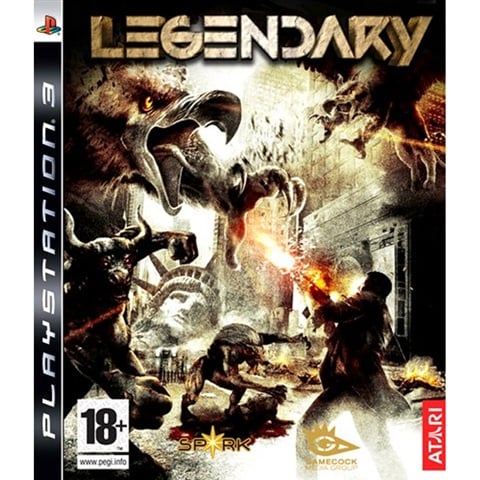 LEGENDARY
PLAYSTATION 3
18+
www.pegi.info
SPARK
GAMECOCK
MEDIA GROUP
ATARI